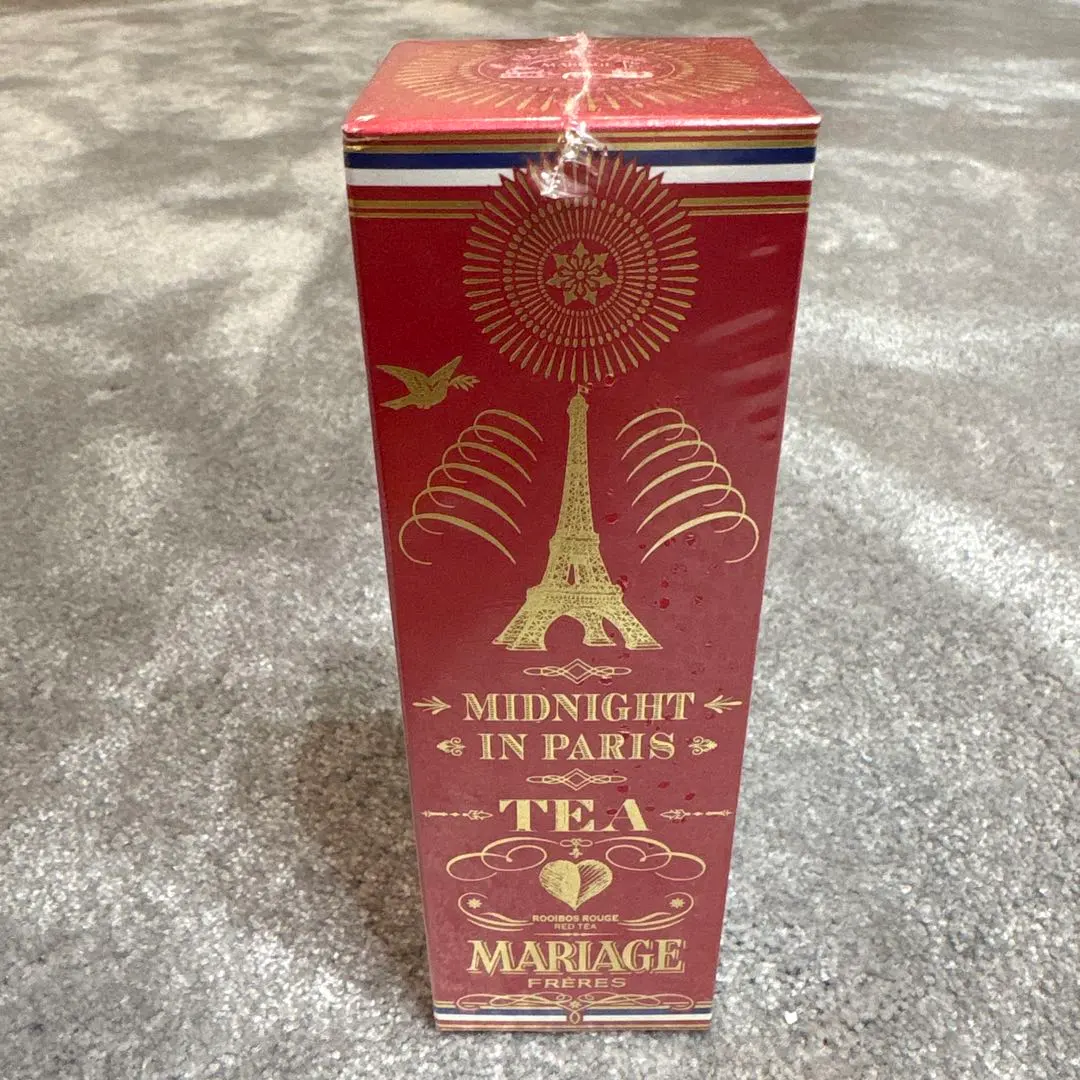 MIDNIGHT
IN PARIS
TEA
ROOIBOS ROUGE
RED TEA
MARIAGE
FRÈRES